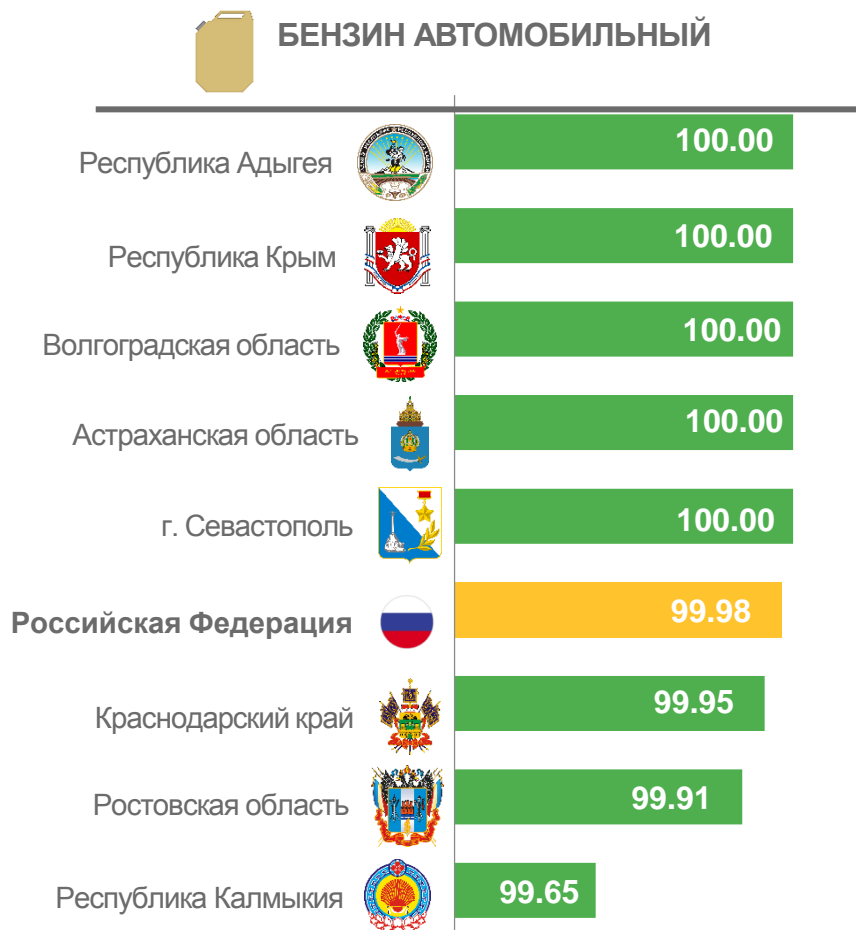 БЕНЗИН АВТОМОБИЛЬНЫЙ
Республика Адыгея 100.00
Республика Крым 100.00
Волгоградская область 100.00
Астраханская область 100.00
г. Севастополь 100.00
Российская Федерация 99.98
Краснодарский край 99.95
Ростовская область 99.91
Республика Калмыкия 99.65